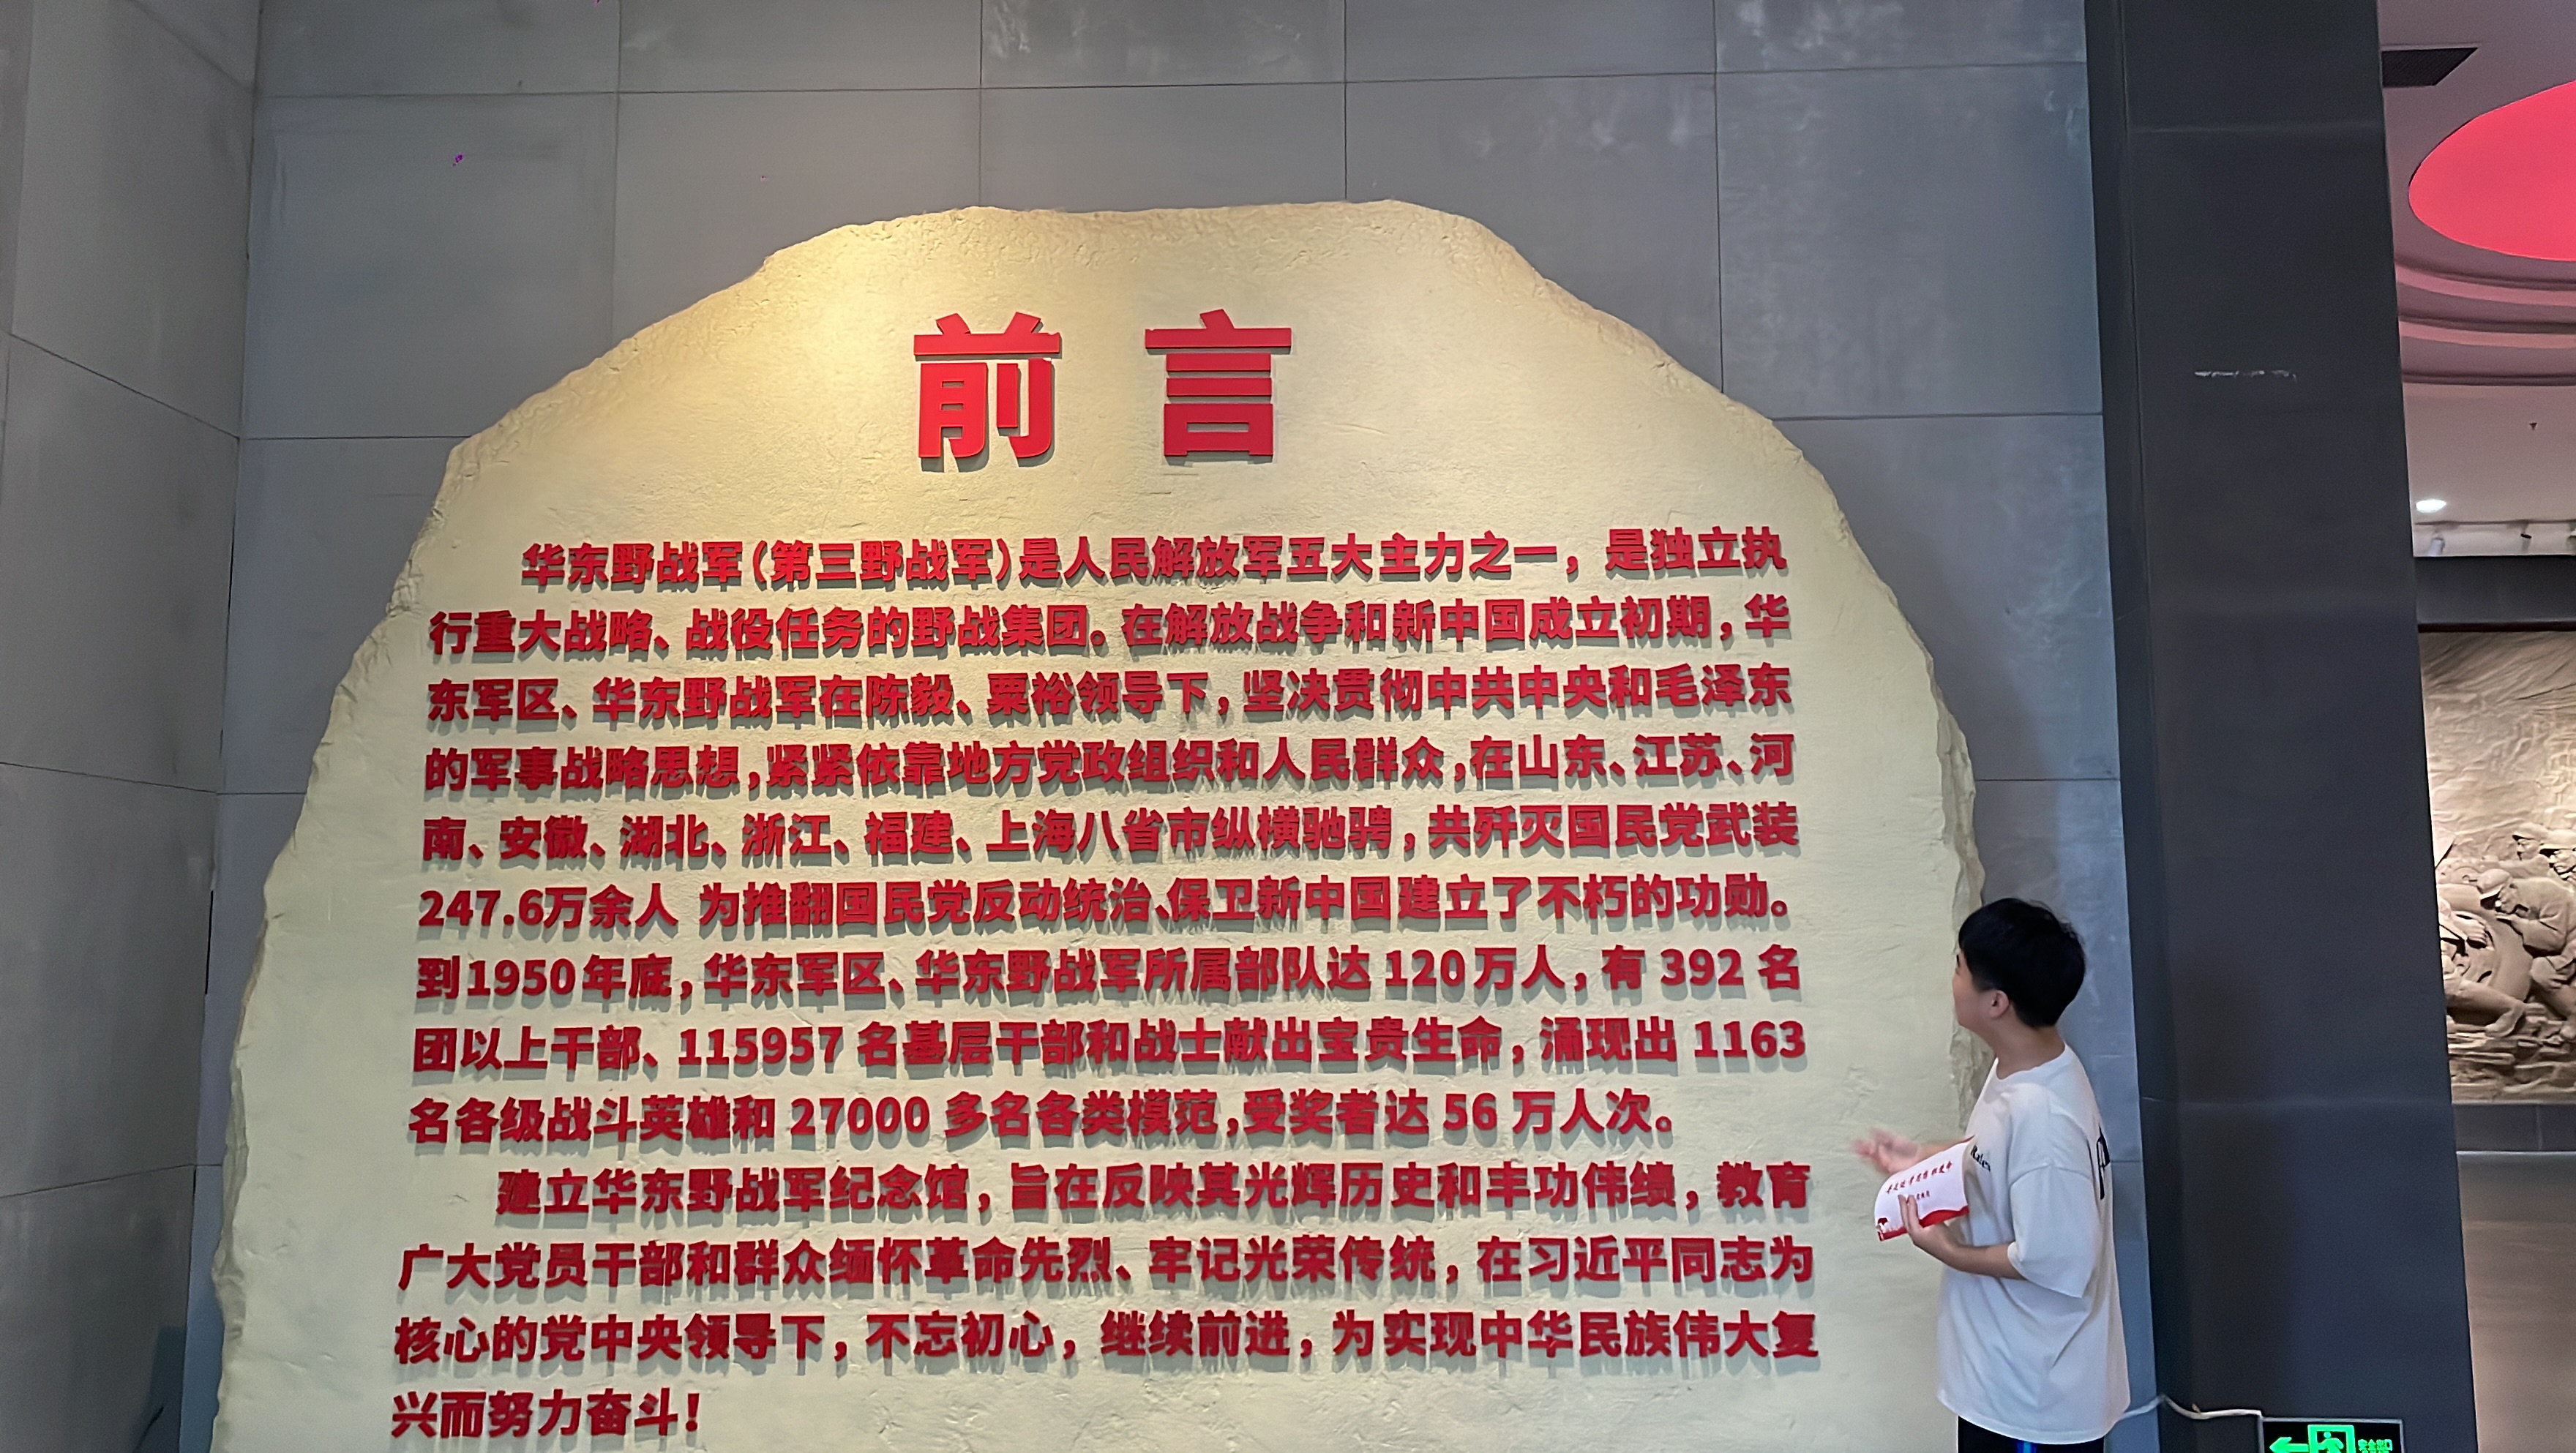 前言
华东野战军(第三野战军)是人民解放军五大主力之一，是独立执
行重大战略、战役任务的野战集团。在解放战争和新中国成立初期，华
东军区、华东野战军在陈毅、粟裕领导下，坚决贯彻中共中央和毛泽东
的军事战略思想，紧紧依靠地方党政组织和人民群众，在山东、江苏、河
南、安徽、湖北、浙江、福建、上海八省市纵横驰骋，共歼灭国民党武装
247.6万余人 为推翻国民党反动统治、保卫新中国建立了不朽的功勋。
到1950年底，华东军区、华东野战军所属部队达120万人，有392名
团以上干部、115957名基层干部和战士献出宝贵生命，涌现出1163
名各级战斗英雄和27000多名各类模范，受奖者达56万人次。
建立华东野战军纪念馆，旨在反映其光辉历史和丰功伟绩，教育
广大党员干部和群众缅怀革命先烈、牢记光荣传统，在习近平同志为
核心的党中央领导下，不忘初心，继续前进，为实现中华民族伟大复
兴而努力奋斗！
安全出口